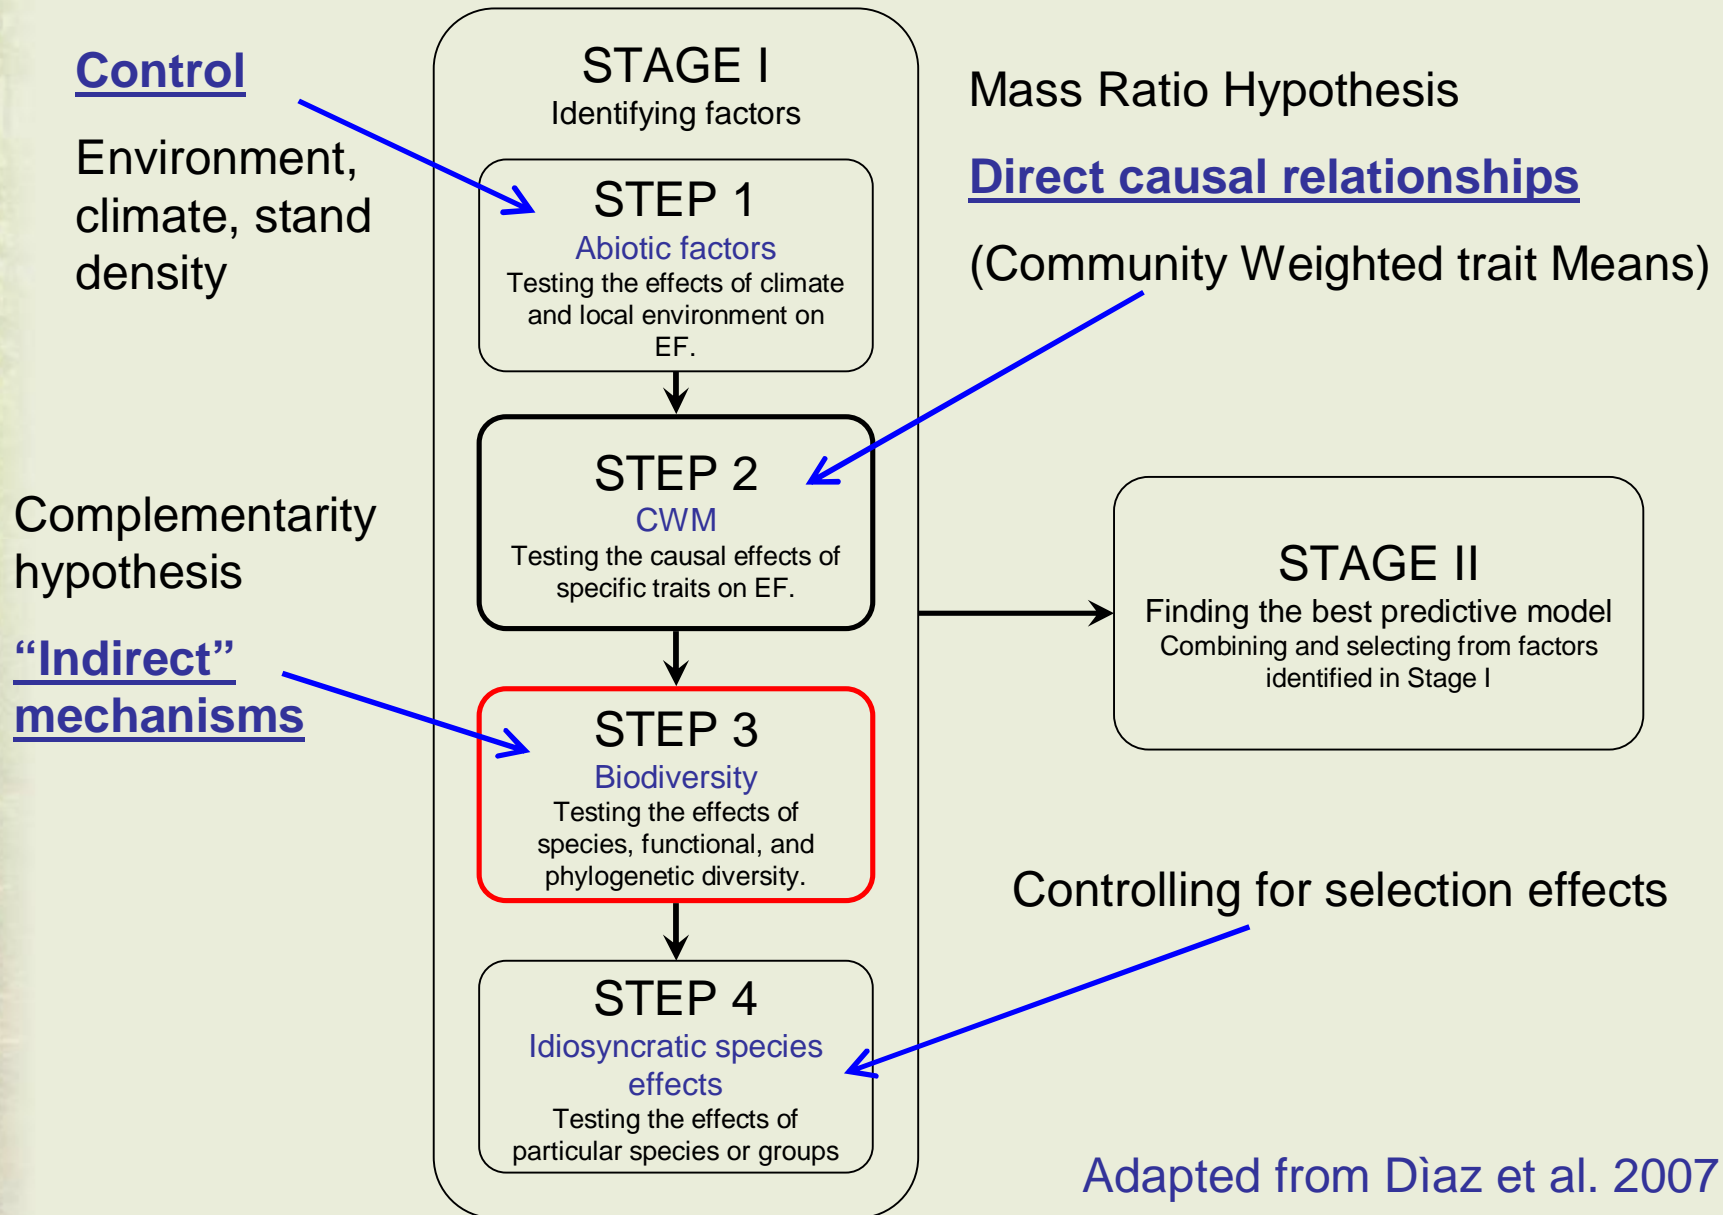 Control
Environment,
climate, stand
density
STAGE I
Identifying factors
STEP 1
Abiotic factors
Testing the effects of climate
and local environment on
EF.
Mass Ratio Hypothesis
Direct causal relationships
(Community Weighted trait Means)
STEP 2
CWM
Testing the causal effects of
specific traits on EF.
Complementarity
hypothesis
“Indirect”
mechanisms
STEP 3
Biodiversity
Testing the effects of
species, functional, and
phylogenetic diversity.
STAGE II
Finding the best predictive model
Combining and selecting from factors
identified in Stage I
Controlling for selection effects
STEP 4
Idiosyncratic species
effects
Testing the effects of
particular species or groups
Adapted from Dìaz et al. 2007